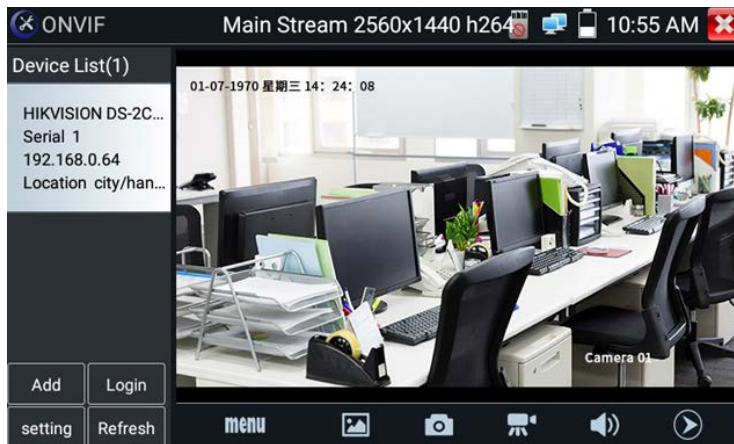 ONVIF
Main Stream 2560x1440 h264
10:55 AM
Device List(1)
HIKVISION DS-2C...
Serial 1
192.168.0.64
Location city/han...
01-07-1970 星期三 14:24:08
Camera 01
Add
Login
setting
Refresh
menu